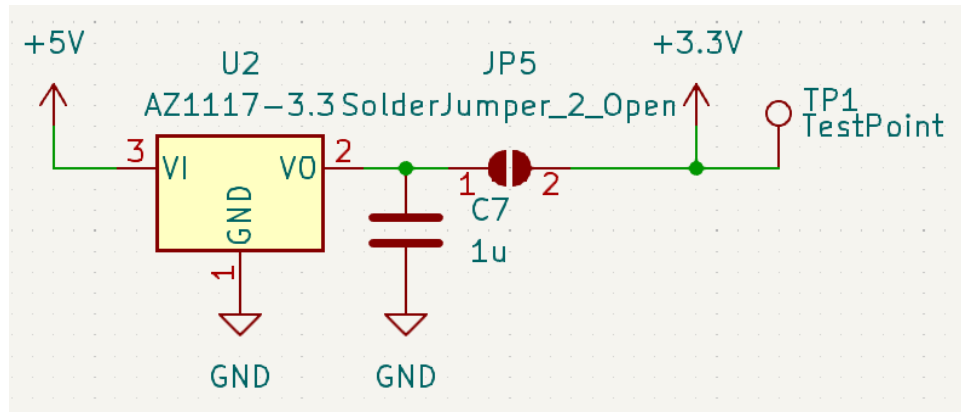 +5V
U2
JP5
+3.3V
AZ1117-3.3
SolderJumper_2_Open
TP1
TestPoint
3
VI
VO
2
GND
1
1
2
C7
1u
GND
GND